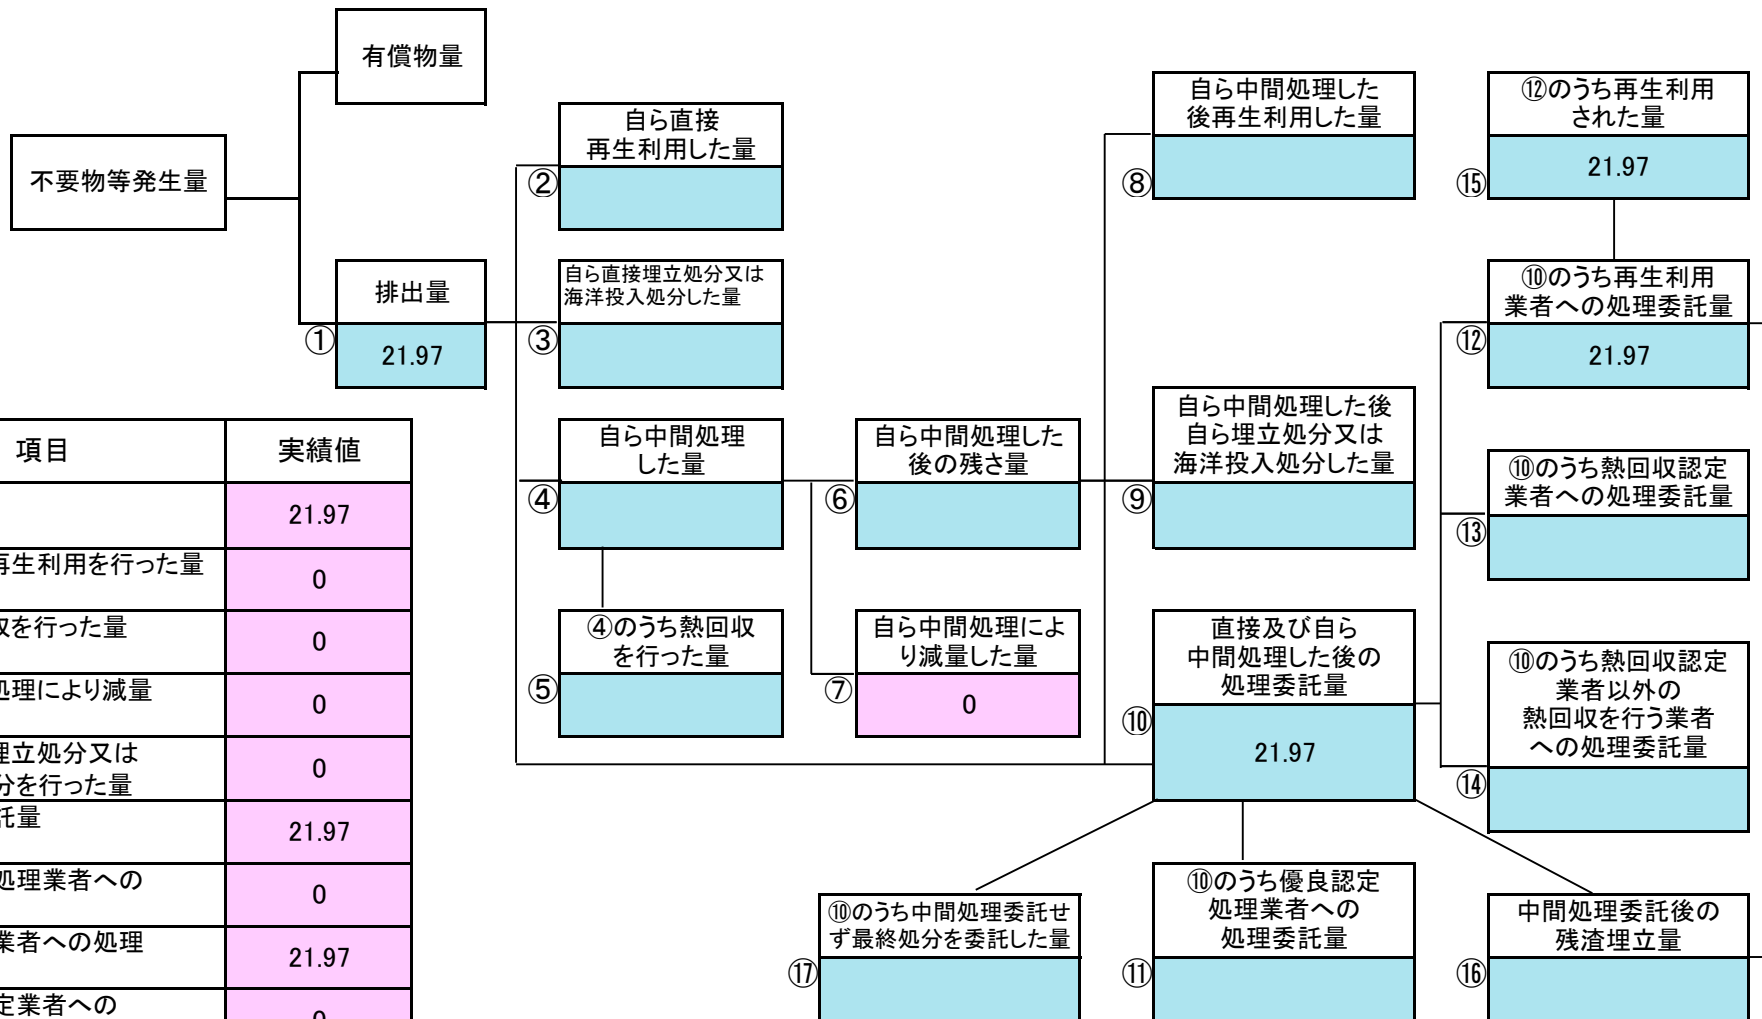 有償物量
不要物等発生量
排出量
①
21.97
自ら直接
再生利用した量
②
自ら直接埋立処分又は
海洋投入処分した量
③
自ら中間処理
した量
④
④のうち熱回収
を行った量
⑤
自ら中間処理した
後の残さ量
⑥
自ら中間処理によ
り減量した量
⑦
0
自ら中間処理した
後再生利用した量
⑧
自ら中間処理した後
自ら埋立処分又は
海洋投入処分した量
⑨
直接及び自ら
中間処理した後の
処理委託量
⑩
21.97
⑫のうち再生利用
された量
⑮
21.97
⑩のうち再生利用
業者への処理委託量
⑫
21.97
⑩のうち熱回収認定
業者への処理委託量
⑬
⑩のうち熱回収認定
業者以外の
熱回収を行う業者
への処理委託量
⑭
⑩のうち中間処理委託せ
ず最終処分を委託した量
⑰
⑩のうち優良認定
処理業者への
処理委託量
⑪
中間処理委託後の
残渣埋立量
⑯
項目 実績値
21.97
再生利用を行った量 0
を行った量 0
処理により減量 0
埋立処分又は
分を行った量 0
託量 21.97
処理業者への 0
業者への処理 21.97
定業者への 0